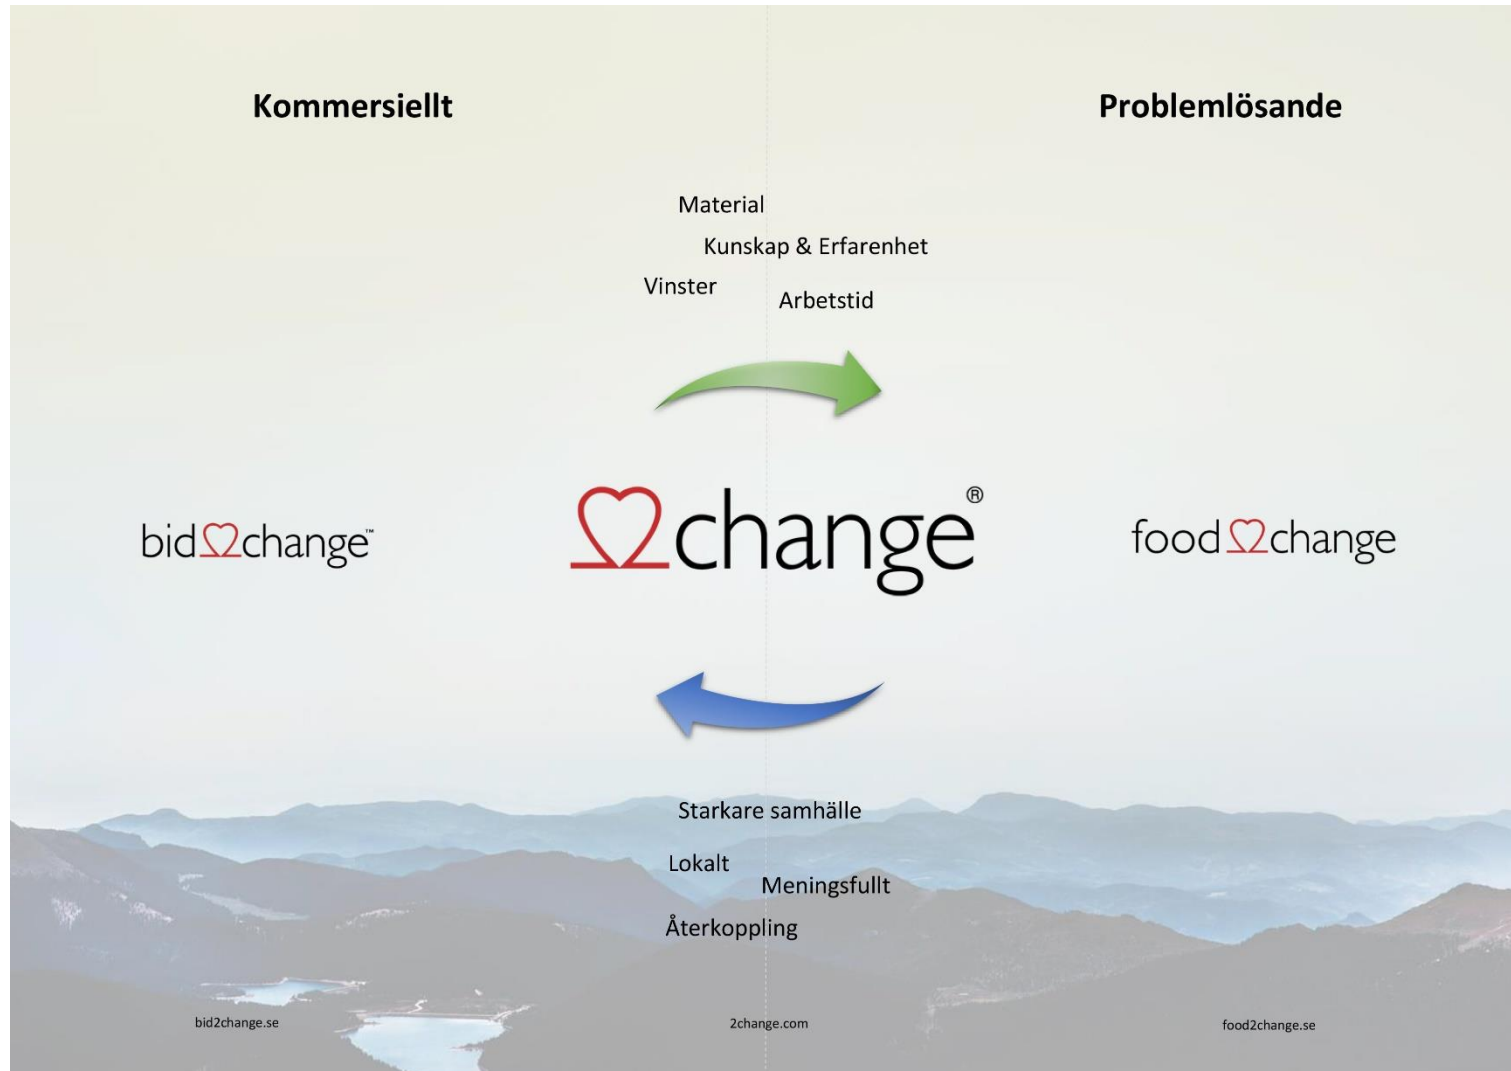 Kommersiellt
Problemlösande
Material
Kunskap & Erfarenhet
Vinster
Arbetstid
bid2change™
2change®
food2change
Starkare samhälle
Lokalt
Meningsfullt
Återkoppling
bid2change.se
2change.com
food2change.se